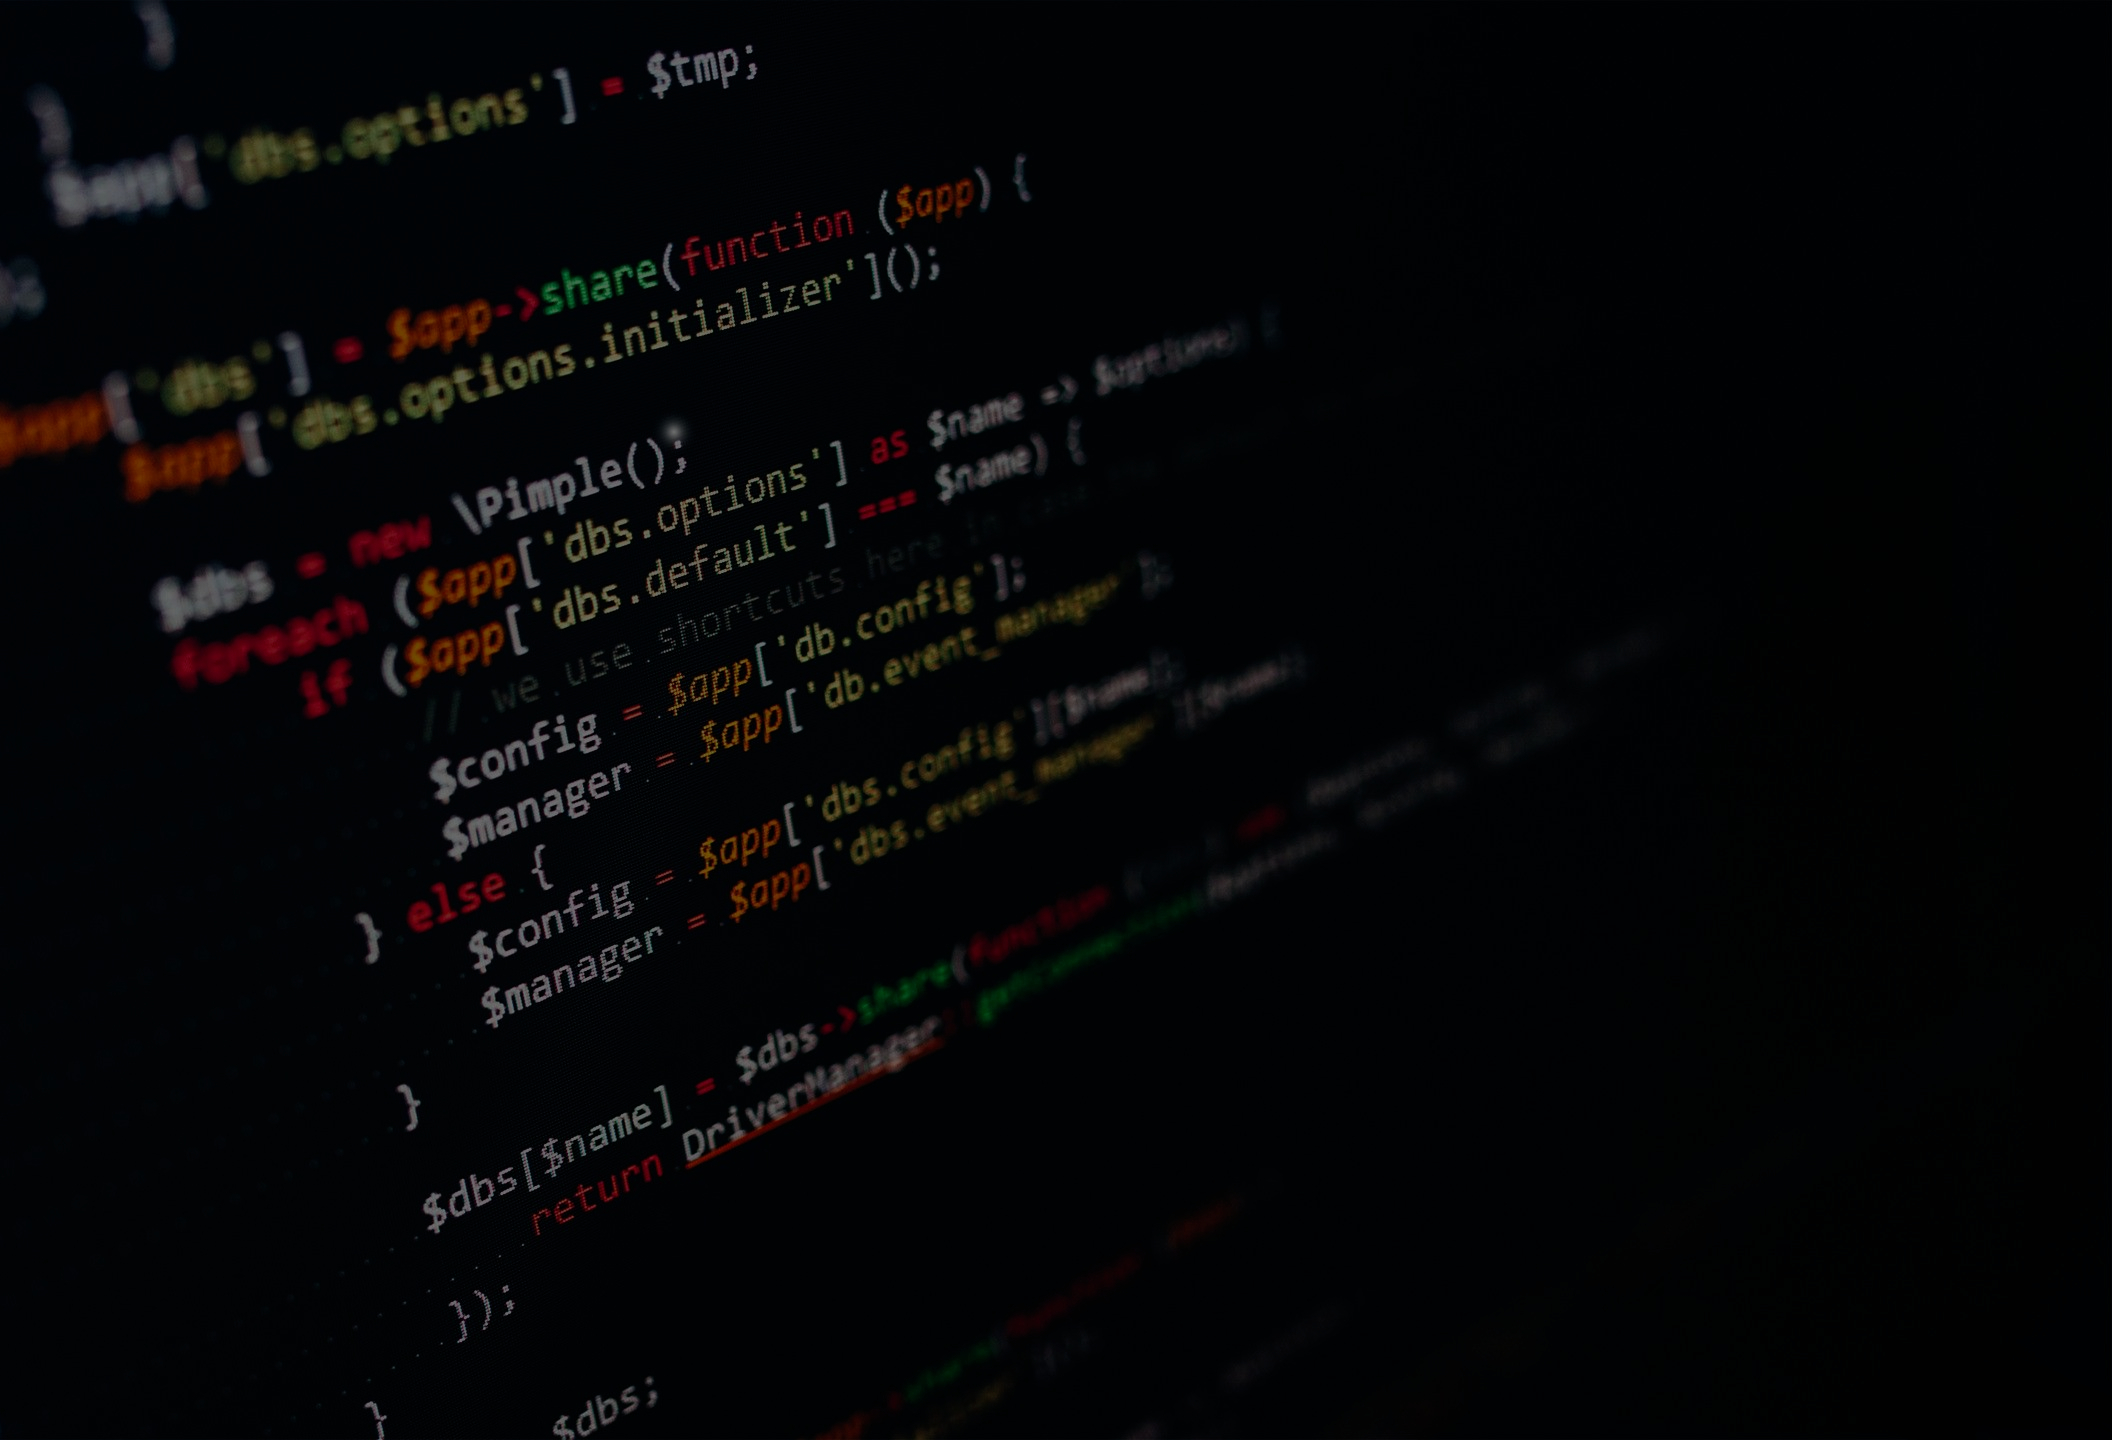 }
}
$app['dbs.options'] = $tmp;
$app['dbs'] = $app->share(function ($app) {
$app['dbs.options.initializer']();
$dbs = new \Pimple();
foreach ($app['dbs.options'] as $name => $options) {
if ($app['dbs.default'] === $name) {
// we use shortcuts here in case
$config = $app['db.config'];
$manager = $app['db.event_manager'];
} else {
$config = $app['dbs.config'][$name];
$manager = $app['dbs.event_manager'][$name];
}
$dbs[$name] = $dbs->share(function (
return DriverManager::getConnection(
});
}
$dbs;